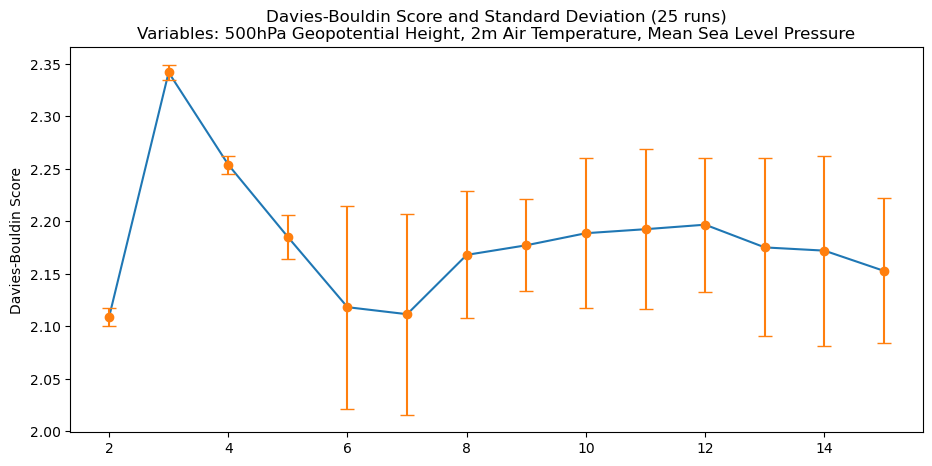 Davies-Bouldin Score and Standard Deviation (25 runs)
Variables: 500hPa Geopotential Height, 2m Air Temperature, Mean Sea Level Pressure
Davies-Bouldin Score
2.35
2.30
2.25
2.20
2.15
2.10
2.05
2.00
2 4 6 8 10 12 14